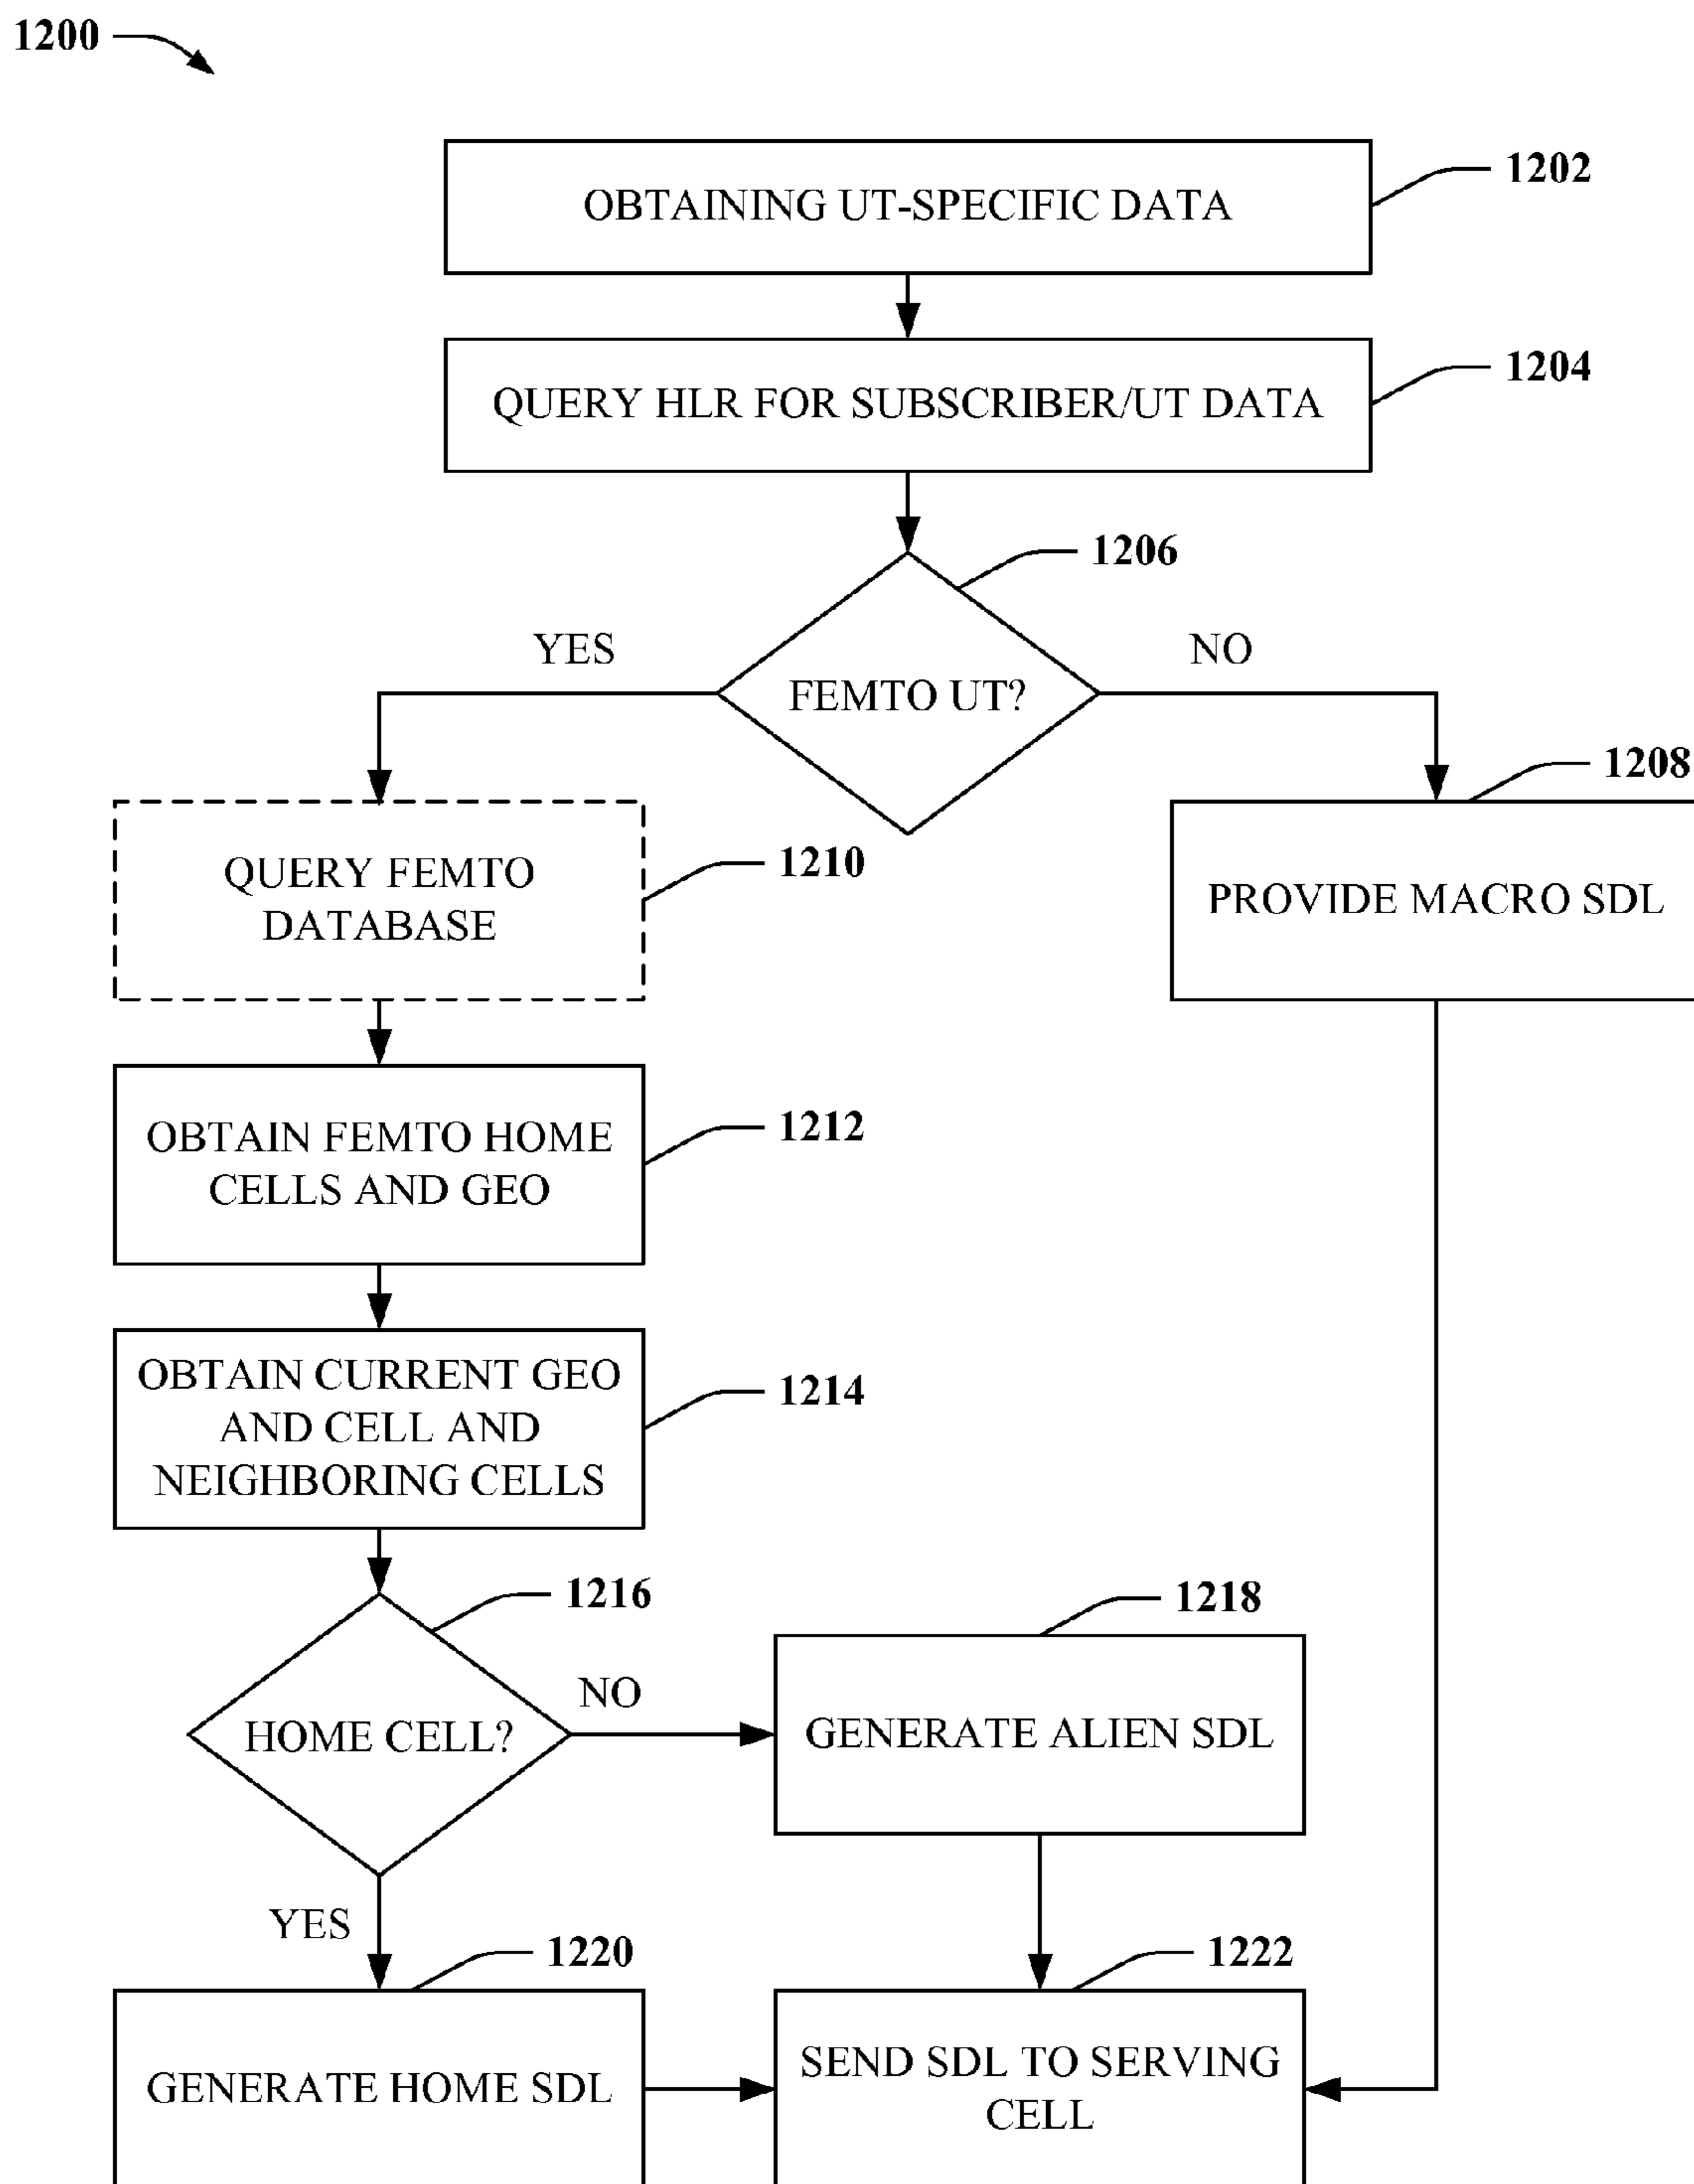 1200
OBTAINING UT-SPECIFIC DATA
1202
QUERY HLR FOR SUBSCRIBER/UT DATA
1204
1206
YES
NO
FEMTO UT?
1208
QUERY FEMTO
DATABASE
1210
PROVIDE MACRO SDL
OBTAIN FEMTO HOME
CELLS AND GEO
1212
OBTAIN CURRENT GEO
AND CELL AND
NEIGHBORING CELLS
1214
1216
1218
NO
HOME CELL?
GENERATE ALIEN SDL
YES
1220
1222
GENERATE HOME SDL
SEND SDL TO SERVING
CELL